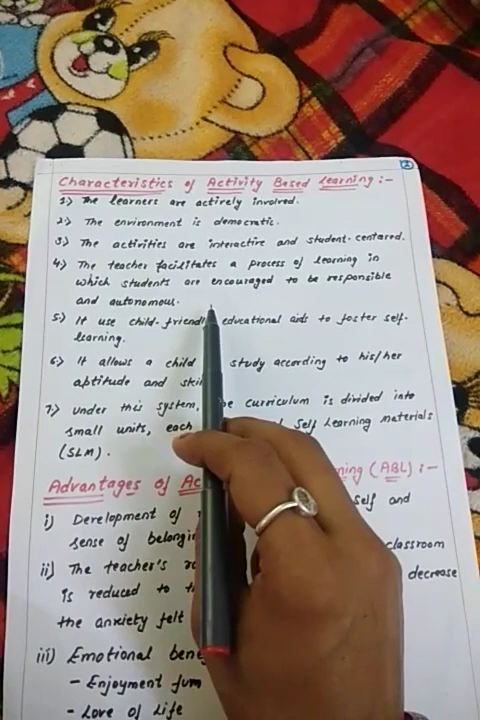 2
Characteristics of Activity Based Learning :-
1) The learners are actively involved.
2) The environment is democratic.
3) The activities are interactive and student-centared.
4) The teacher facilitates a process of learning in
which students are encouraged to be responsible
and autonomous.
5) It use child-friendly educational aids to foster self-
learning.
6) It allows a child study according to his/her
aptitude and
7) under this system, curriculum is divided into
small units, each Self Learning materials
(SLM).
Advantages of (ABL) :-
i) Development of self and
sense of classroom
ii) The teacher's decrease
is reduced to
the anxiety felt
iii) Emotional
- Enjoyment
- Love of Life